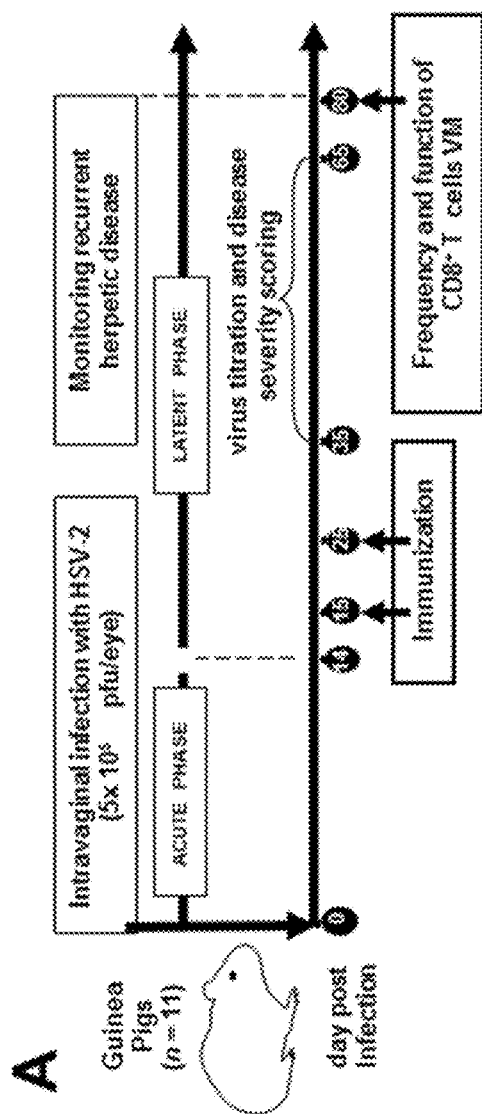 A
Guinea
Pigs
(n = 11)
Intravaginal infection with HSV-2
(5x 10⁵ pfu/eye)
Monitoring recurrent
herpetic disease
ACUTE PHASE
LATENT PHASE
virus titration and disease
severity scoring
day post
Infection
0
Immunization
Frequency and function of
CD8⁺ T cells VM